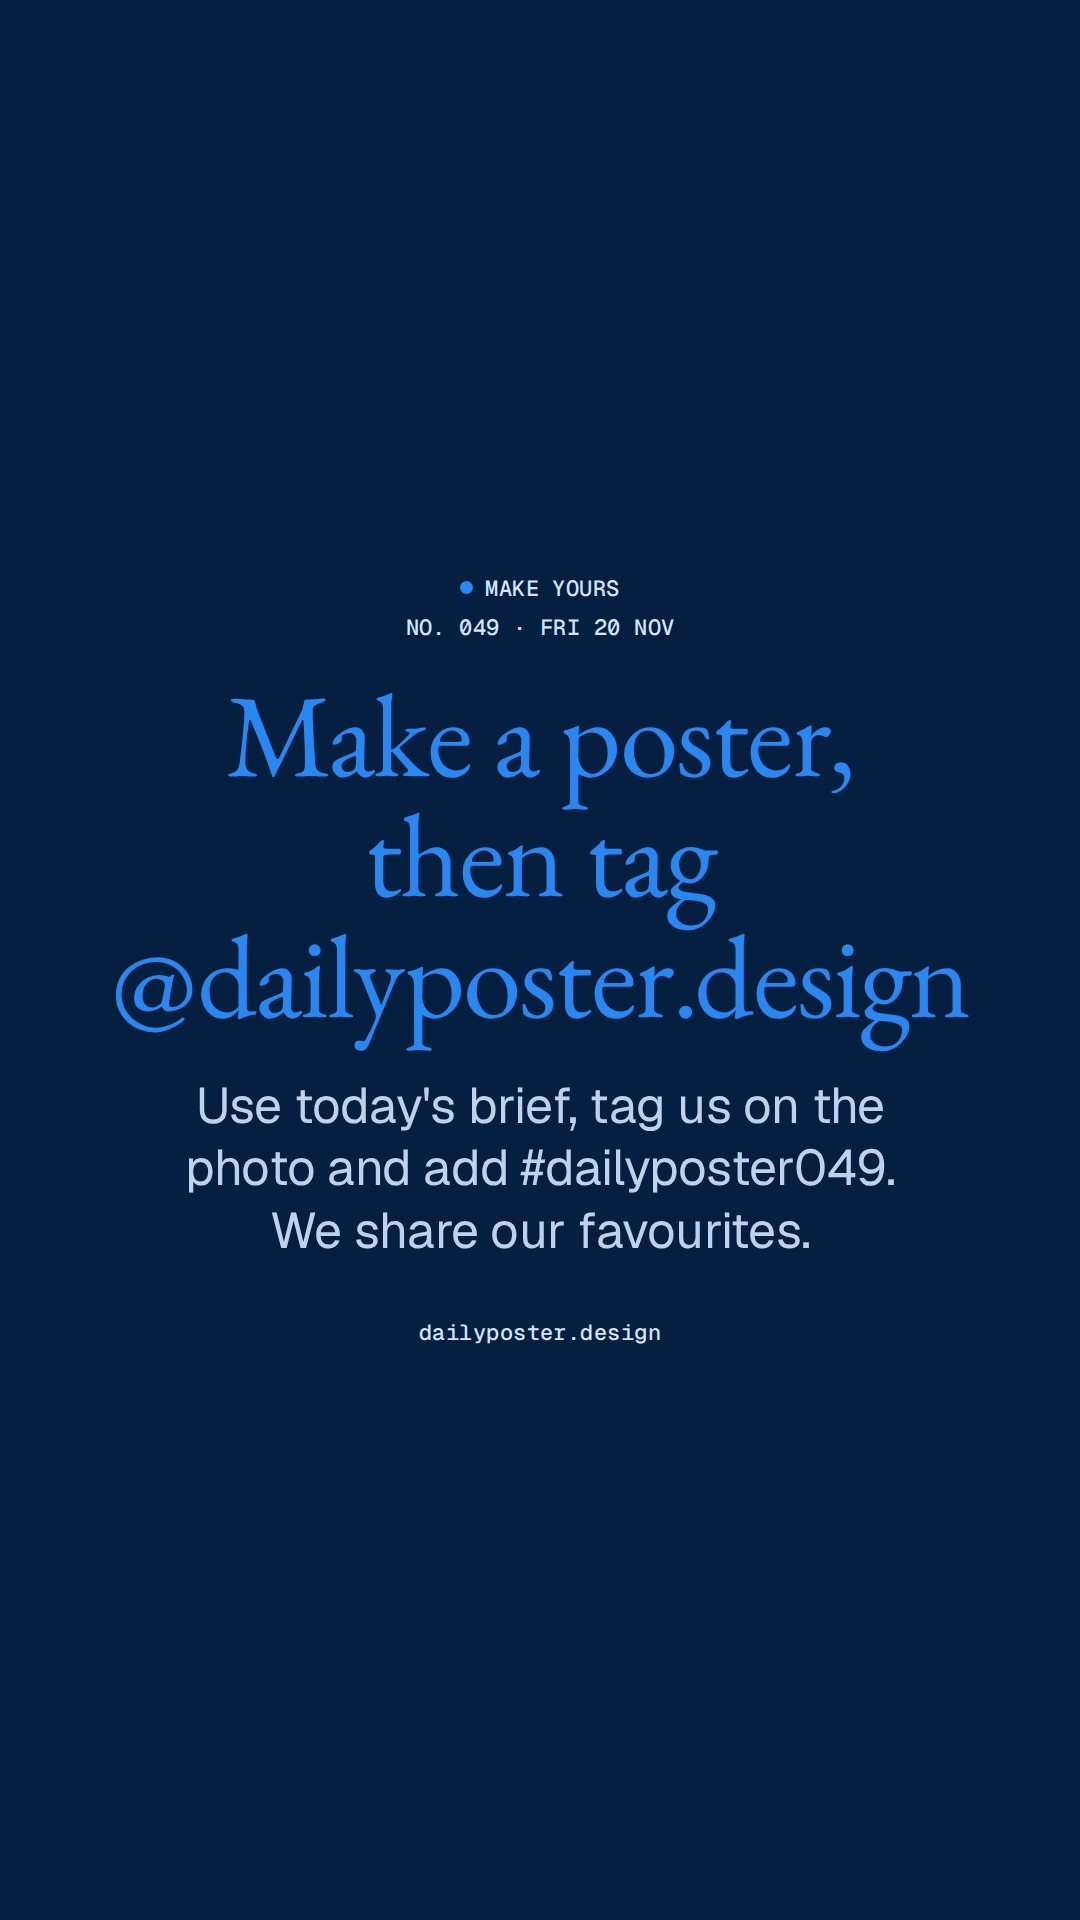 MAKE YOURS
NO. 049 · FRI 20 NOV
Make a poster,
then tag
@dailyposter.design
Use today's brief, tag us on the
photo and add #dailyposter049.
We share our favourites.
dailyposter.design